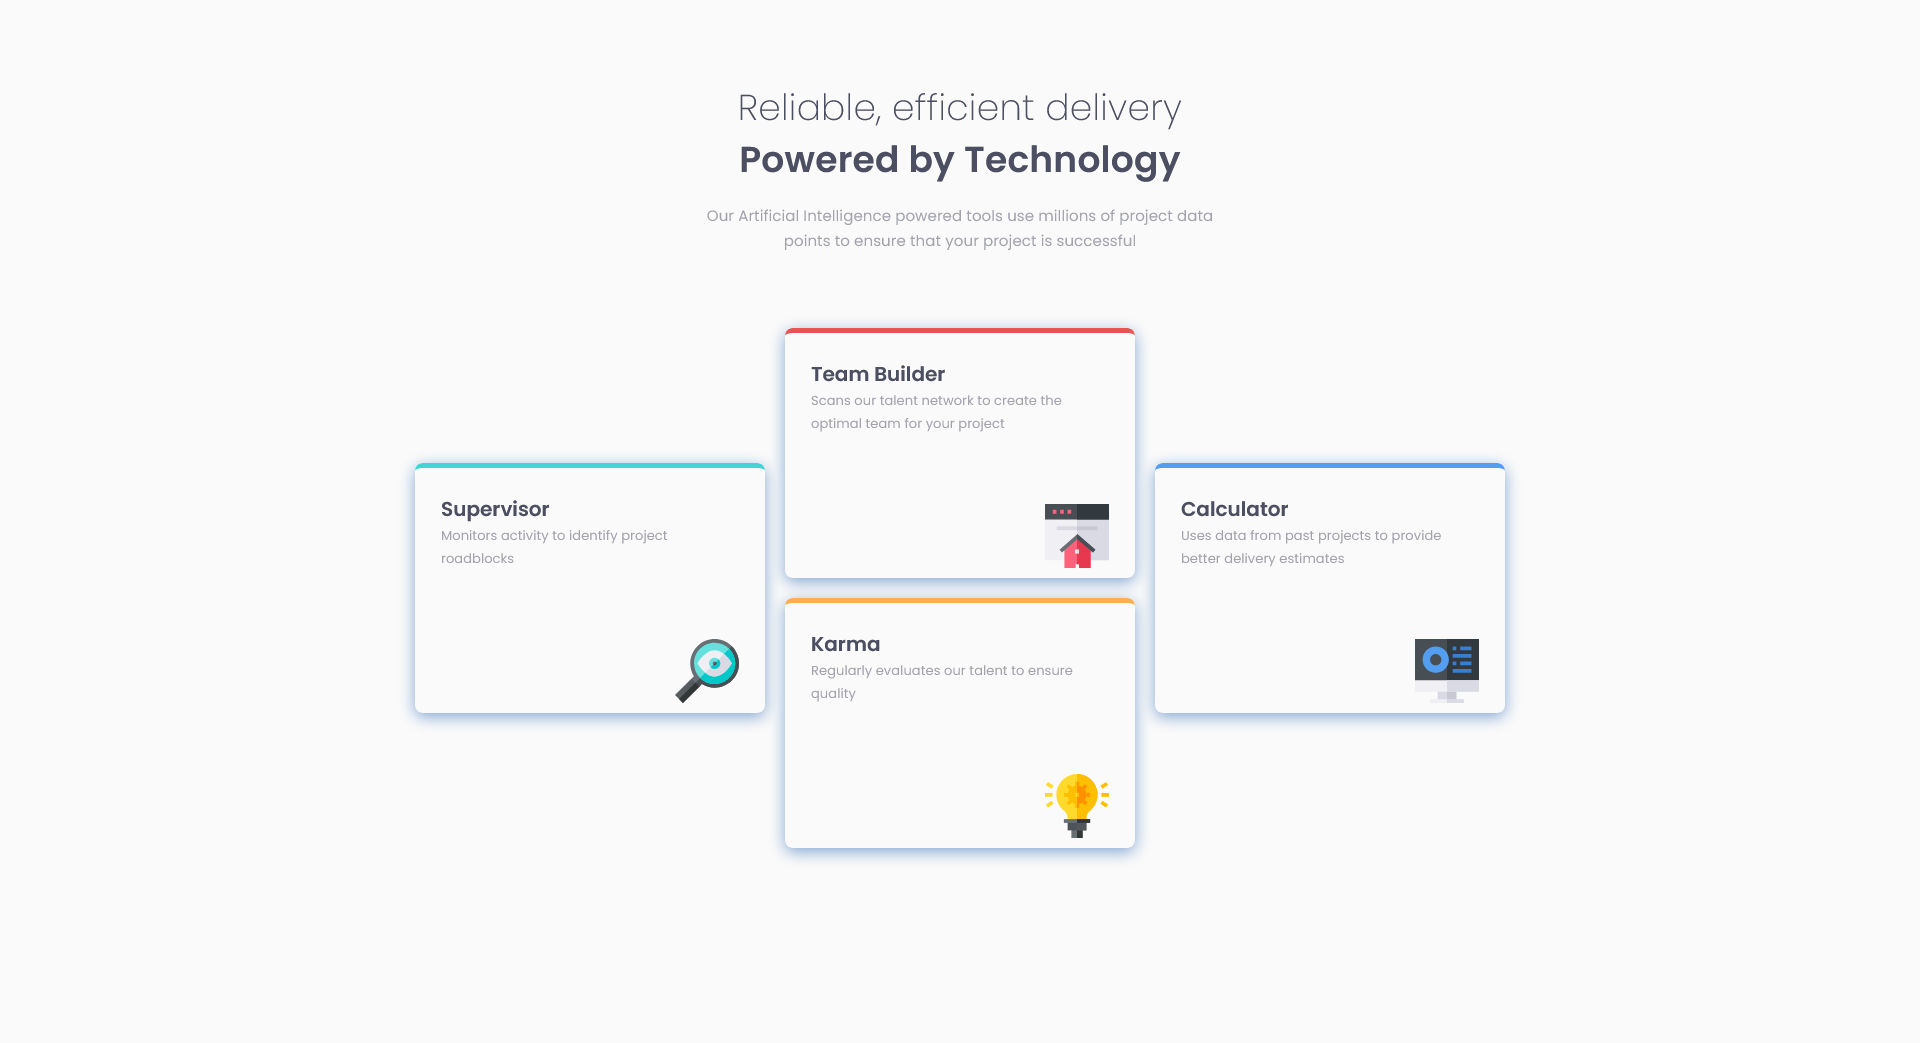 Reliable, efficient delivery
Powered by Technology
Our Artificial Intelligence powered tools use millions of project data
points to ensure that your project is successful
Supervisor
Monitors activity to identify project
roadblocks
Team Builder
Scans our talent network to create the
optimal team for your project
Karma
Regularly evaluates our talent to ensure
quality
Calculator
Uses data from past projects to provide
better delivery estimates